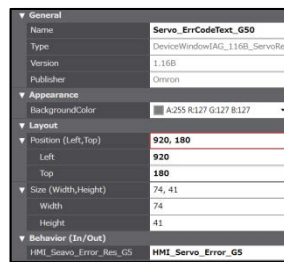 General
Name Servo_ErrCodeText_G50
Type DeviceWindowIAG_116B_ServoRe
Version 1.16B
Publisher Omron
Appearance
BackgroundColor A:255 R:127 G:127 B:127
Layout
Position (Left,Top) 920, 180
Left 920
Top 180
Size (Width,Height) 74, 41
Width 74
Height 41
Behavior (In/Out)
HMI_Seavo_Error_Res_G5 HMI_Servo_Error_G5